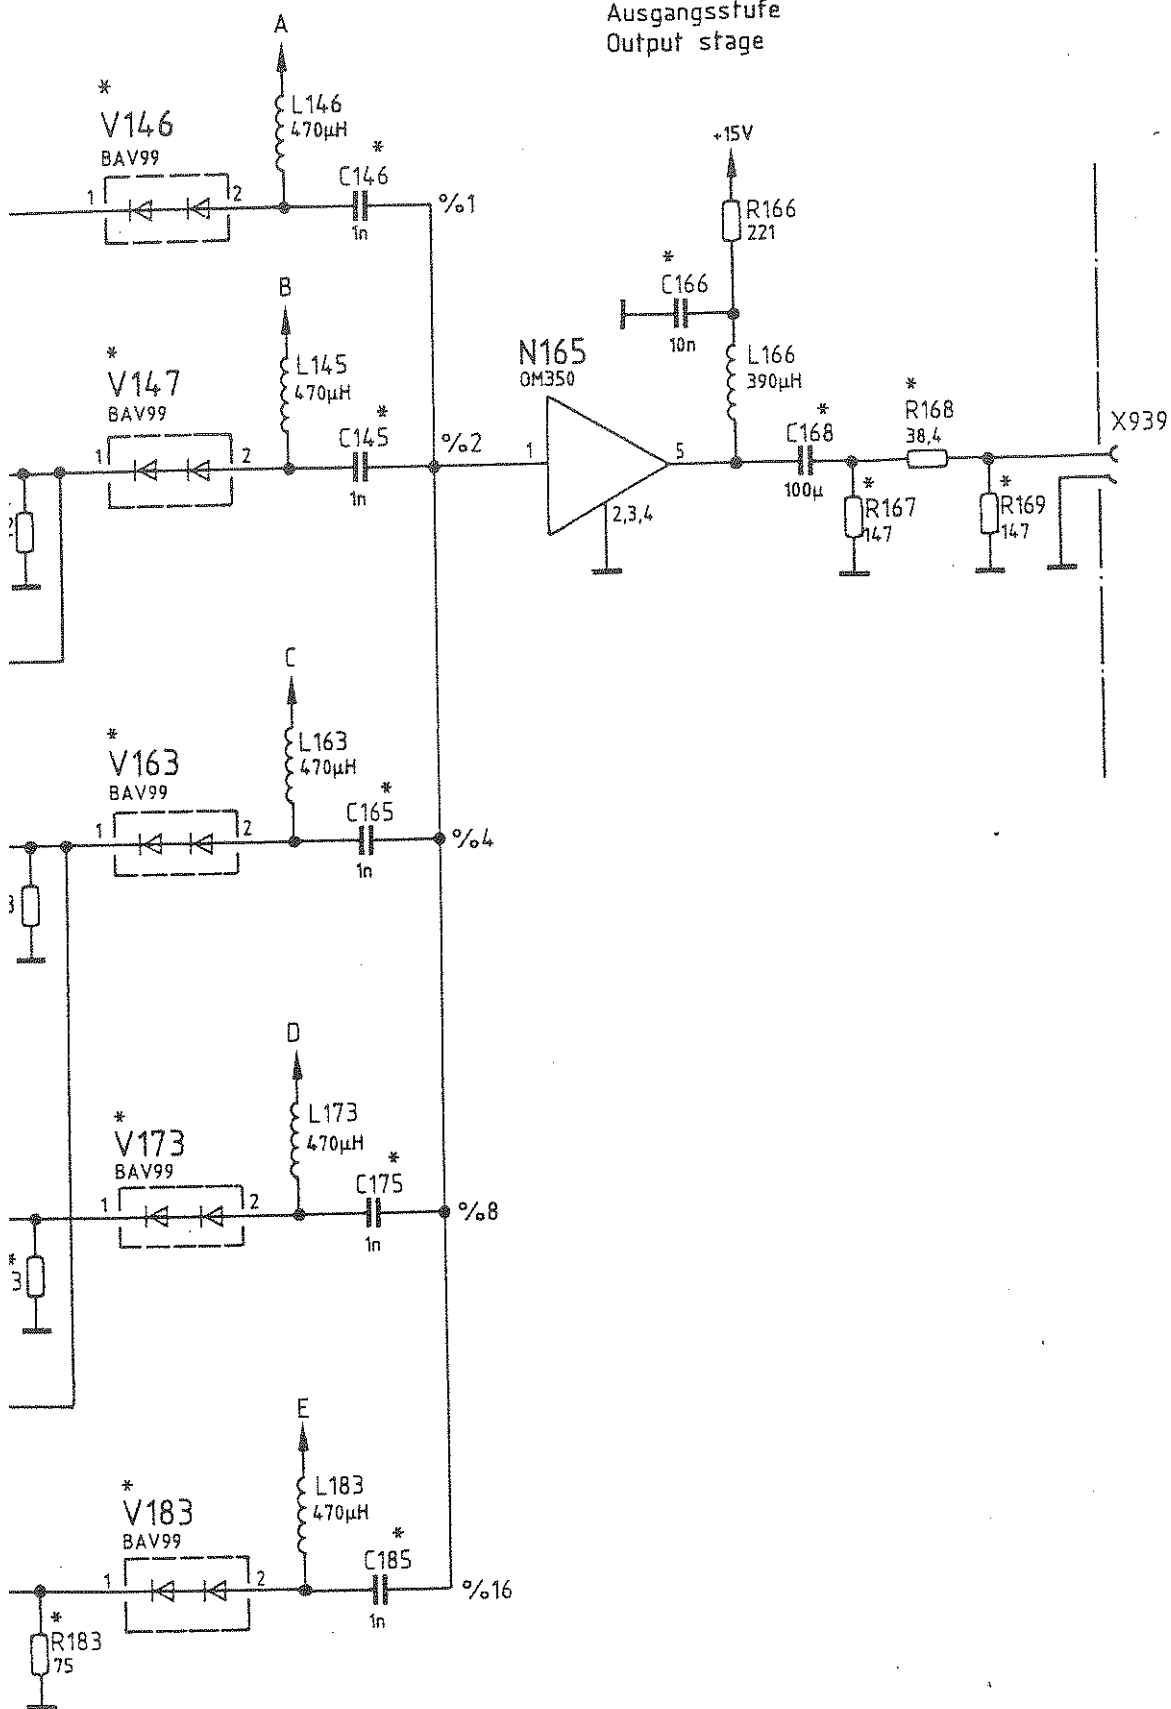 Ausgangsstufe
Output stage
A
*
V146
BAV99
L146
470µH
1
2
*
C146
1n
%1
+15V
R166
221
*
C166
10n
L166
390µH
B
*
V147
BAV99
L145
470µH
1
2
*
C145
1n
%2
N165
OM350
1
5
2,3,4
*
C168
100µ
*
R168
38,4
*
R167
147
*
R169
147
X939
C
*
V163
BAV99
L163
470µH
1
2
*
C165
1n
%4
3
D
*
V173
BAV99
L173
470µH
1
2
*
C175
1n
%8
*
3
E
*
V183
BAV99
L183
470µH
1
2
*
C185
1n
%16
*
R183
75